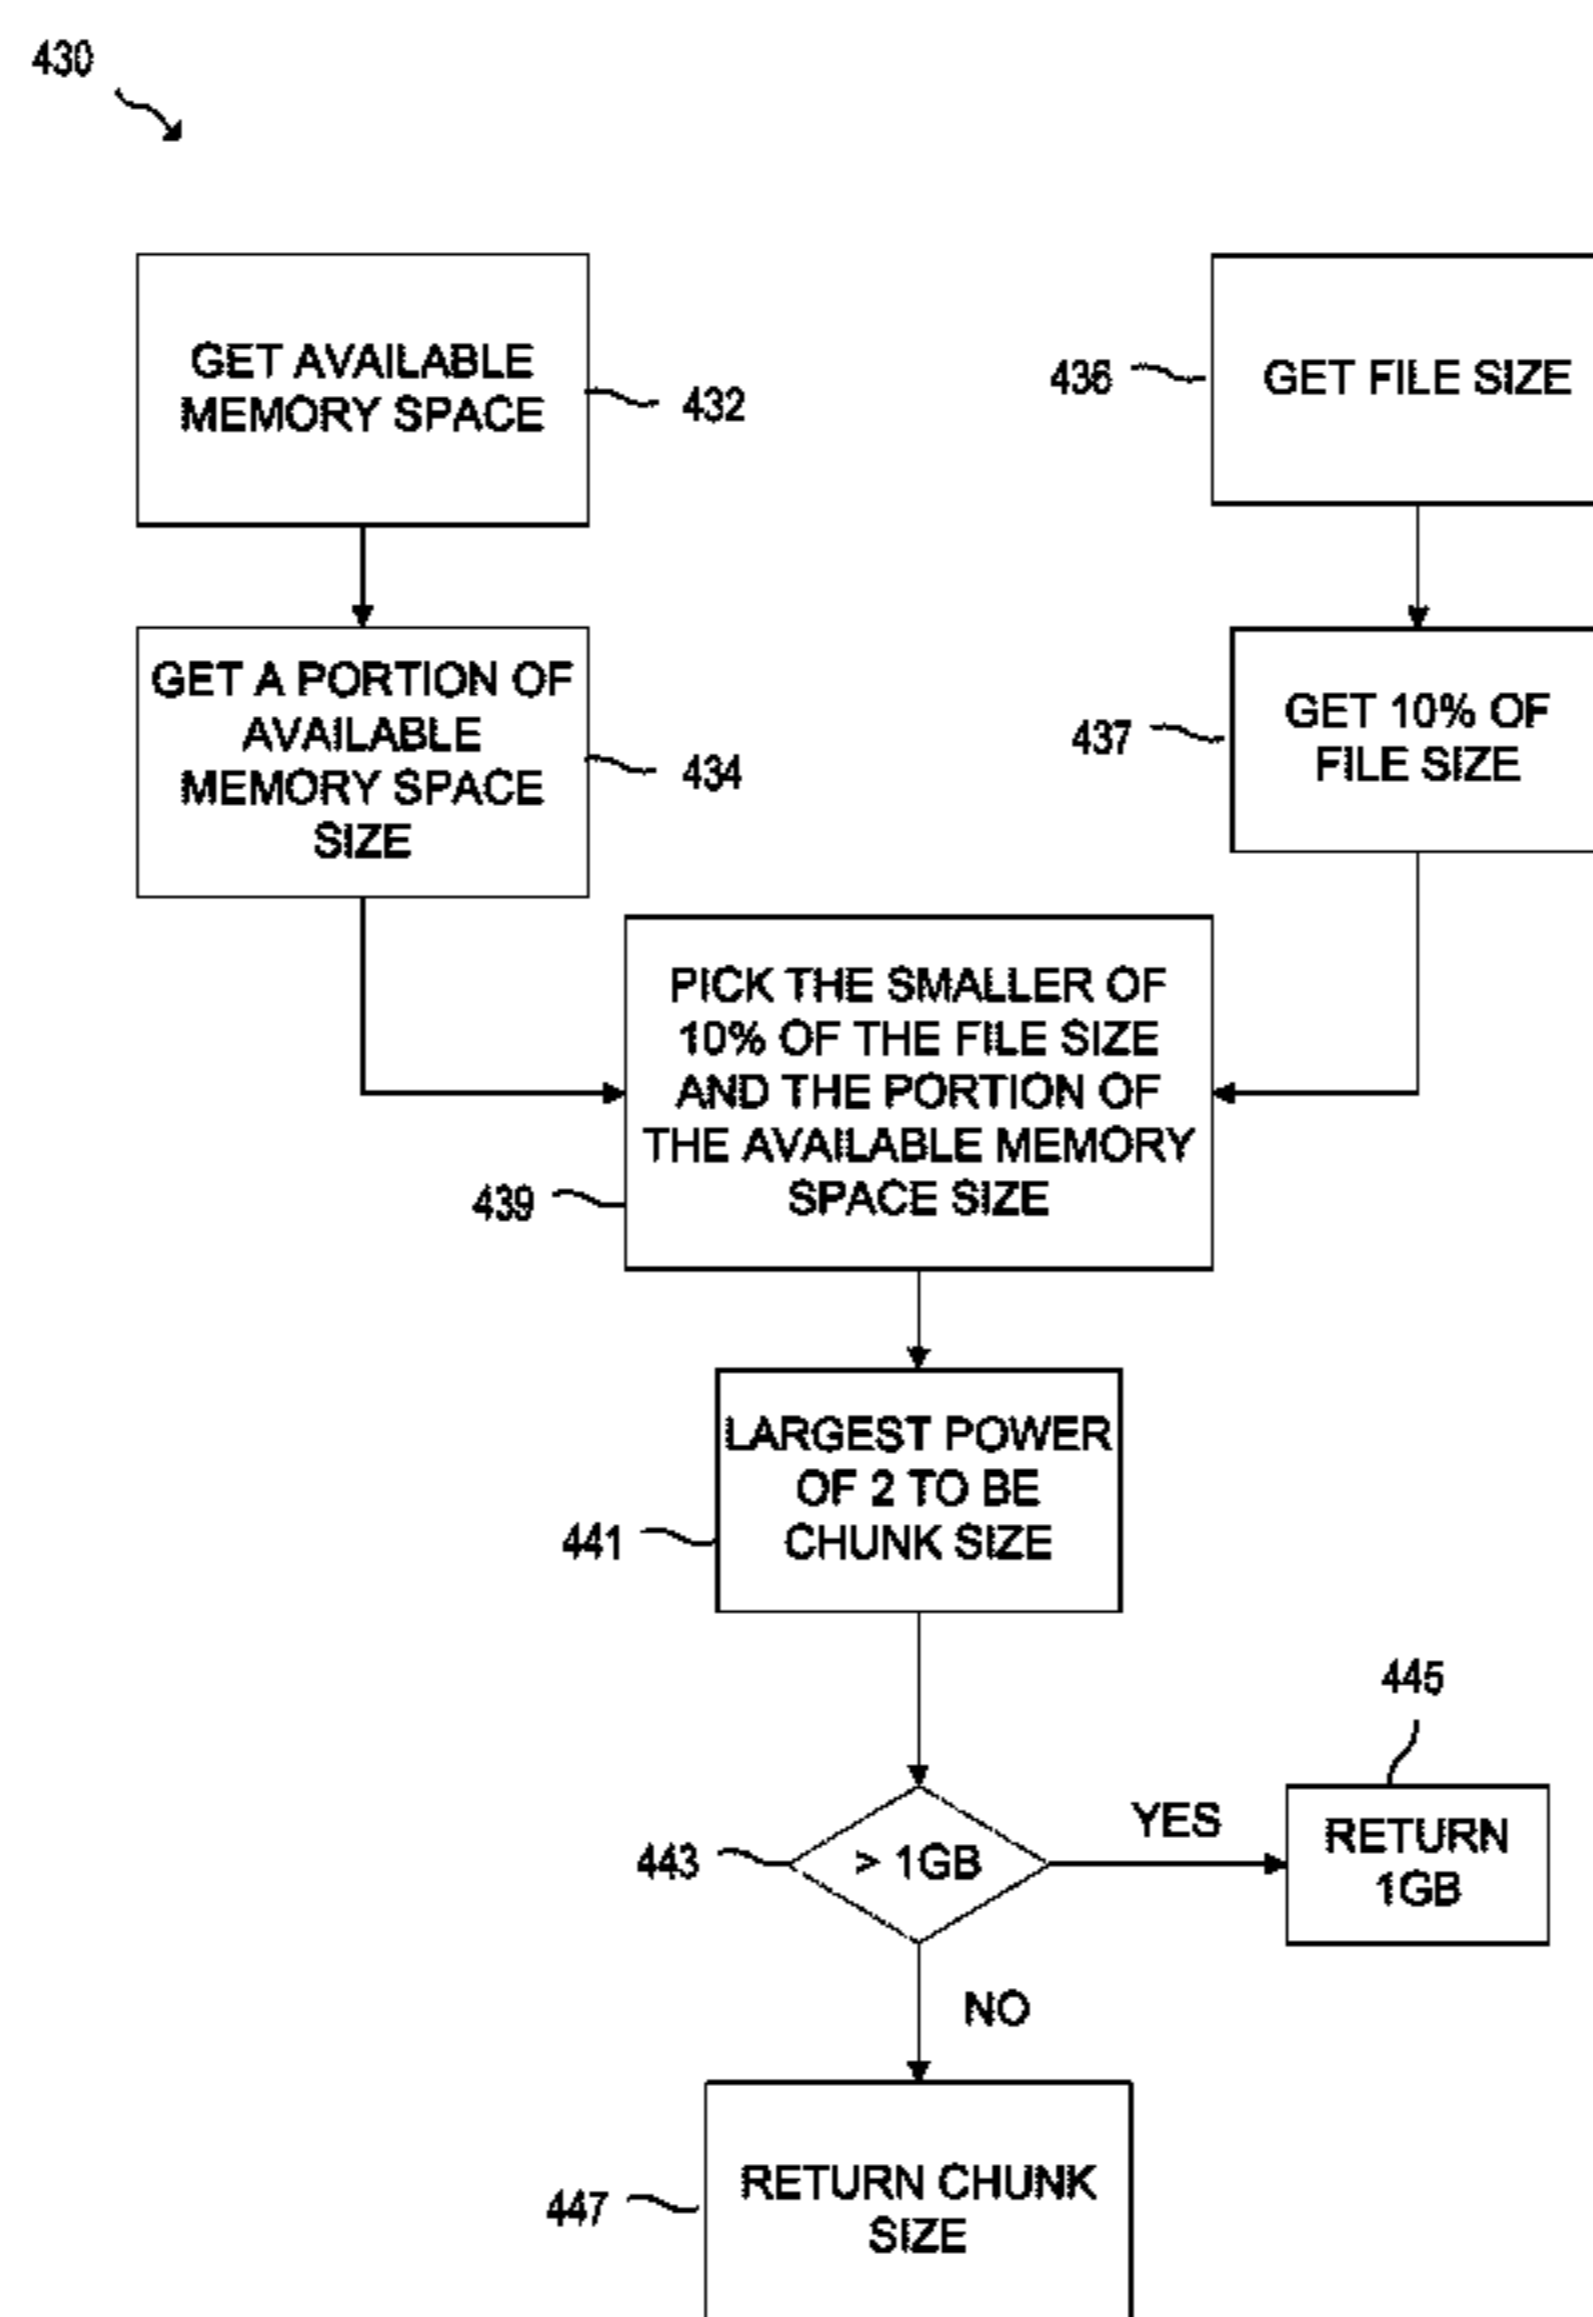 430
GET AVAILABLE
MEMORY SPACE
432
436
GET FILE SIZE
GET A PORTION OF
AVAILABLE
MEMORY SPACE
SIZE
434
437
GET 10% OF
FILE SIZE
PICK THE SMALLER OF
10% OF THE FILE SIZE
AND THE PORTION OF
THE AVAILABLE MEMORY
SPACE SIZE
439
LARGEST POWER
OF 2 TO BE
CHUNK SIZE
441
445
443
> 1GB
YES
RETURN
1GB
NO
447
RETURN CHUNK
SIZE